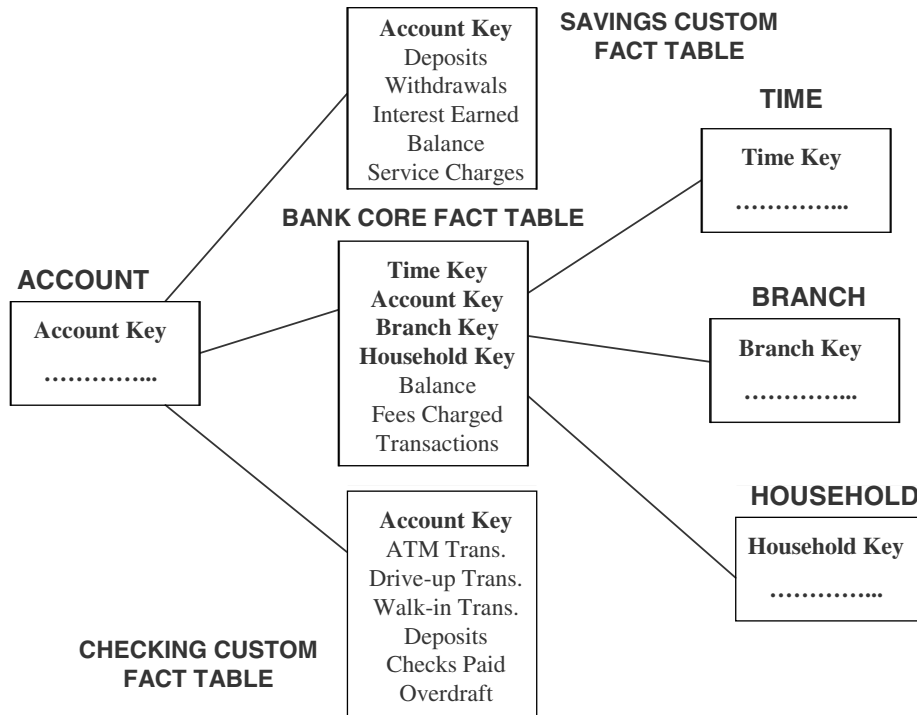 SAVINGS CUSTOM
FACT TABLE
Account Key
Deposits
Withdrawals
Interest Earned
Balance
Service Charges
TIME
Time Key
…………...
BANK CORE FACT TABLE
Time Key
Account Key
Branch Key
Household Key
Balance
Fees Charged
Transactions
ACCOUNT
Account Key
…………...
BRANCH
Branch Key
…………...
HOUSEHOLD
Household Key
…………...
CHECKING CUSTOM
FACT TABLE
Account Key
ATM Trans.
Drive-up Trans.
Walk-in Trans.
Deposits
Checks Paid
Overdraft